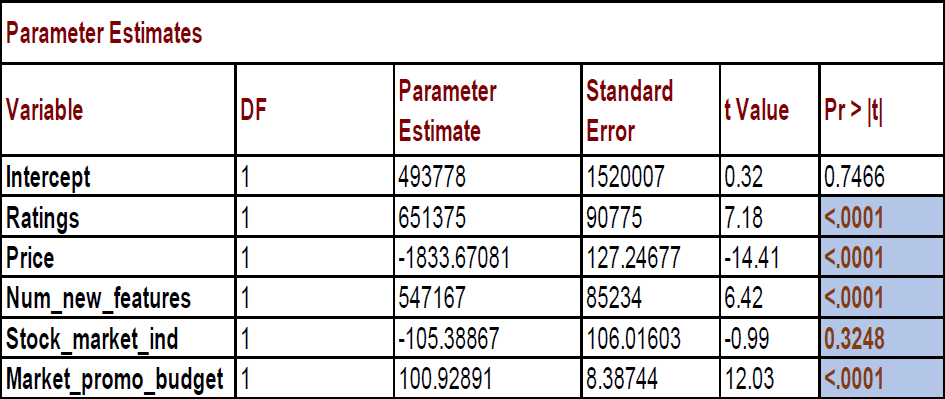 Parameter Estimates
Variable DF Parameter Estimate Standard Error t Value Pr > |t|
Intercept 1 493778 1520007 0.32 0.7466
Ratings 1 651375 90775 7.18 <.0001
Price 1 -1833.67081 127.24677 -14.41 <.0001
Num_new_features 1 547167 85234 6.42 <.0001
Stock_market_ind 1 -105.38867 106.01603 -0.99 0.3248
Market_promo_budget 1 100.92891 8.38744 12.03 <.0001